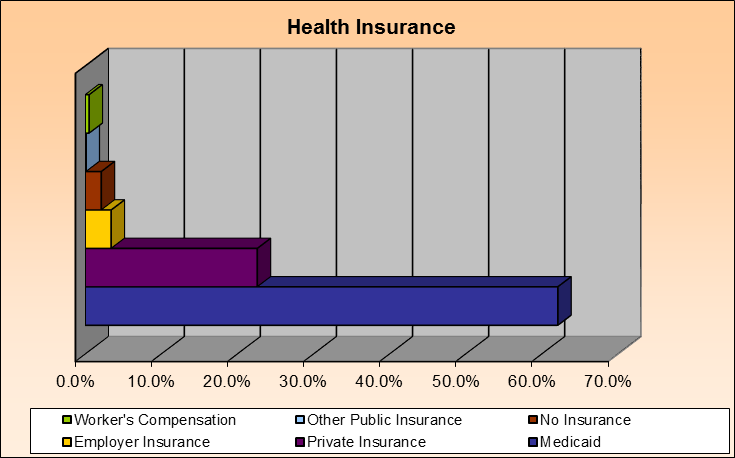 Health Insurance
0.0% 10.0% 20.0% 30.0% 40.0% 50.0% 60.0% 70.0%
Worker's Compensation Other Public Insurance No Insurance
Employer Insurance Private Insurance Medicaid